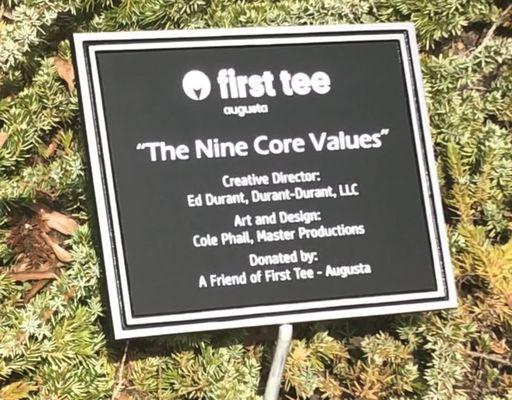 first tee
augusta
"The Nine Core Values"
Creative Director:
Ed Durant, Durant-Durant, LLC
Art and Design:
Cole Phail, Master Productions
Donated by:
A Friend of First Tee - Augusta